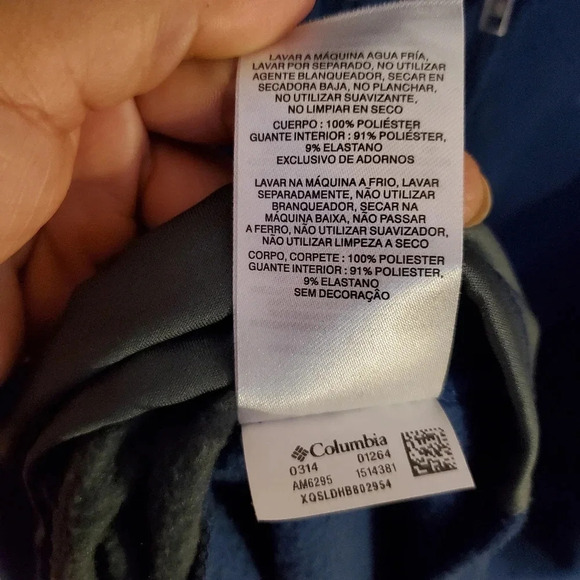 LAVAR A MÁQUINA AGUA FRÍA,
LAVAR POR SEPARADO, NO UTILIZAR
AGENTE BLANQUEADOR, SECAR EN
SECADORA BAJA, NO PLANCHAR,
NO UTILIZAR SUAVIZANTE,
NO LIMPIAR EN SECO
CUERPO : 100% POLIÉSTER
GUANTE INTERIOR : 91% POLIÉSTER,
9% ELASTANO
EXCLUSIVO DE ADORNOS
LAVAR NA MÁQUINA A FRIO, LAVAR
SEPARADAMENTE, NÃO UTILIZAR
BRANQUEADOR, SECAR NA
MÁQUINA BAIXA, NÃO PASSAR
A FERRO, NÃO UTILIZAR SUAVIZADOR,
NÃO UTILIZAR LIMPEZA A SECO
CORPO, CORPETE : 100% POLIESTER
GUANTE INTERIOR : 91% POLIÉSTER,
9% ELASTANO
SEM DECORAÇÃO
Columbia
0314 01264
AM6295 1514381
XQSLDHB802954